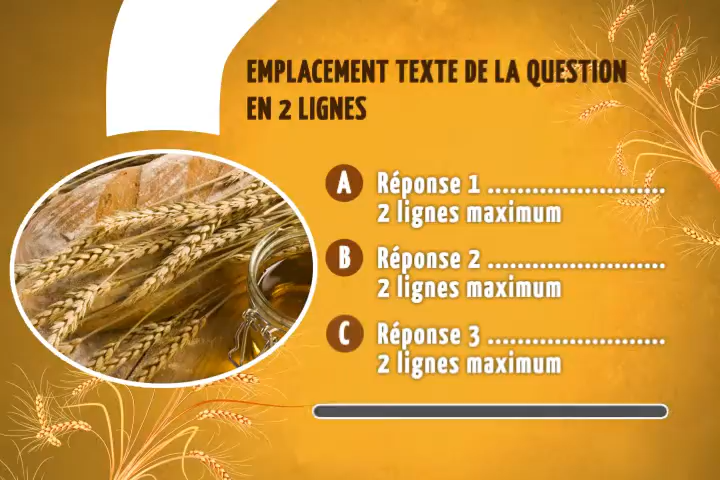 EMPLACEMENT TEXTE DE LA QUESTION
EN 2 LIGNES
A Réponse 1 ........................
2 lignes maximum
B Réponse 2 ........................
2 lignes maximum
C Réponse 3 ........................
2 lignes maximum